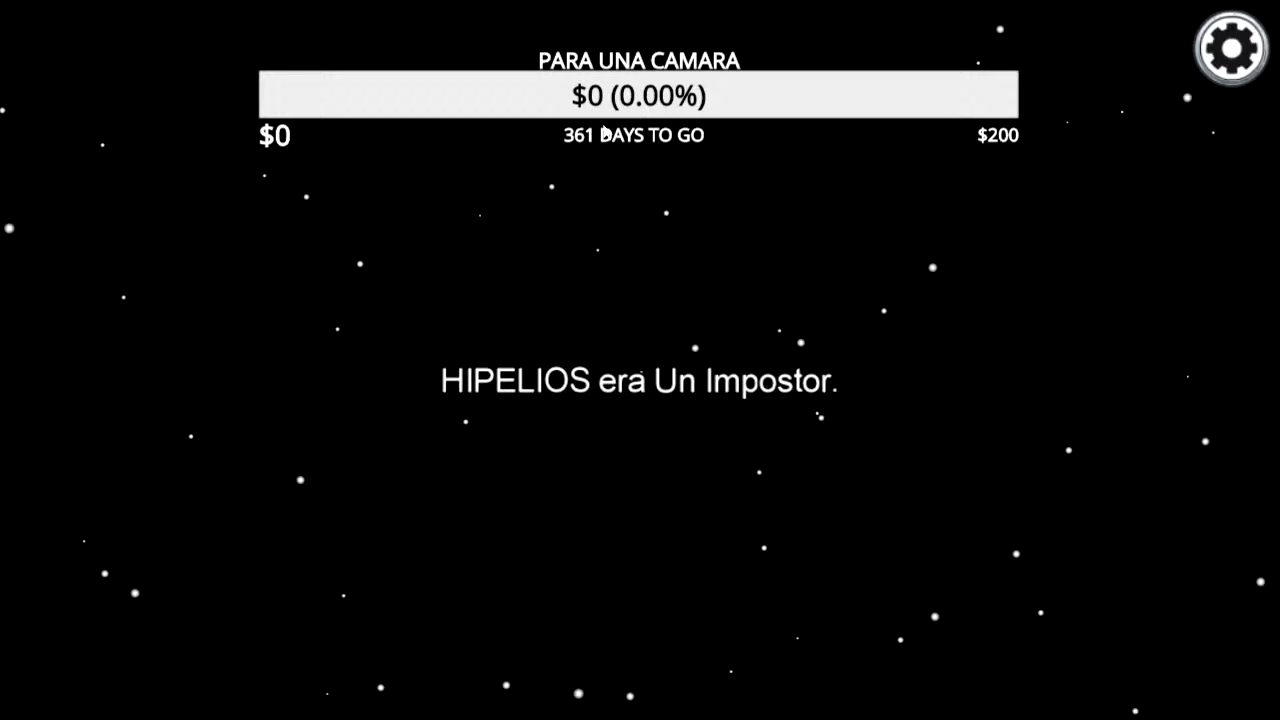 PARA UNA CAMARA
$0 (0.00%)
$0 361 DAYS TO GO $200
HIPELIOS era Un Impostor.